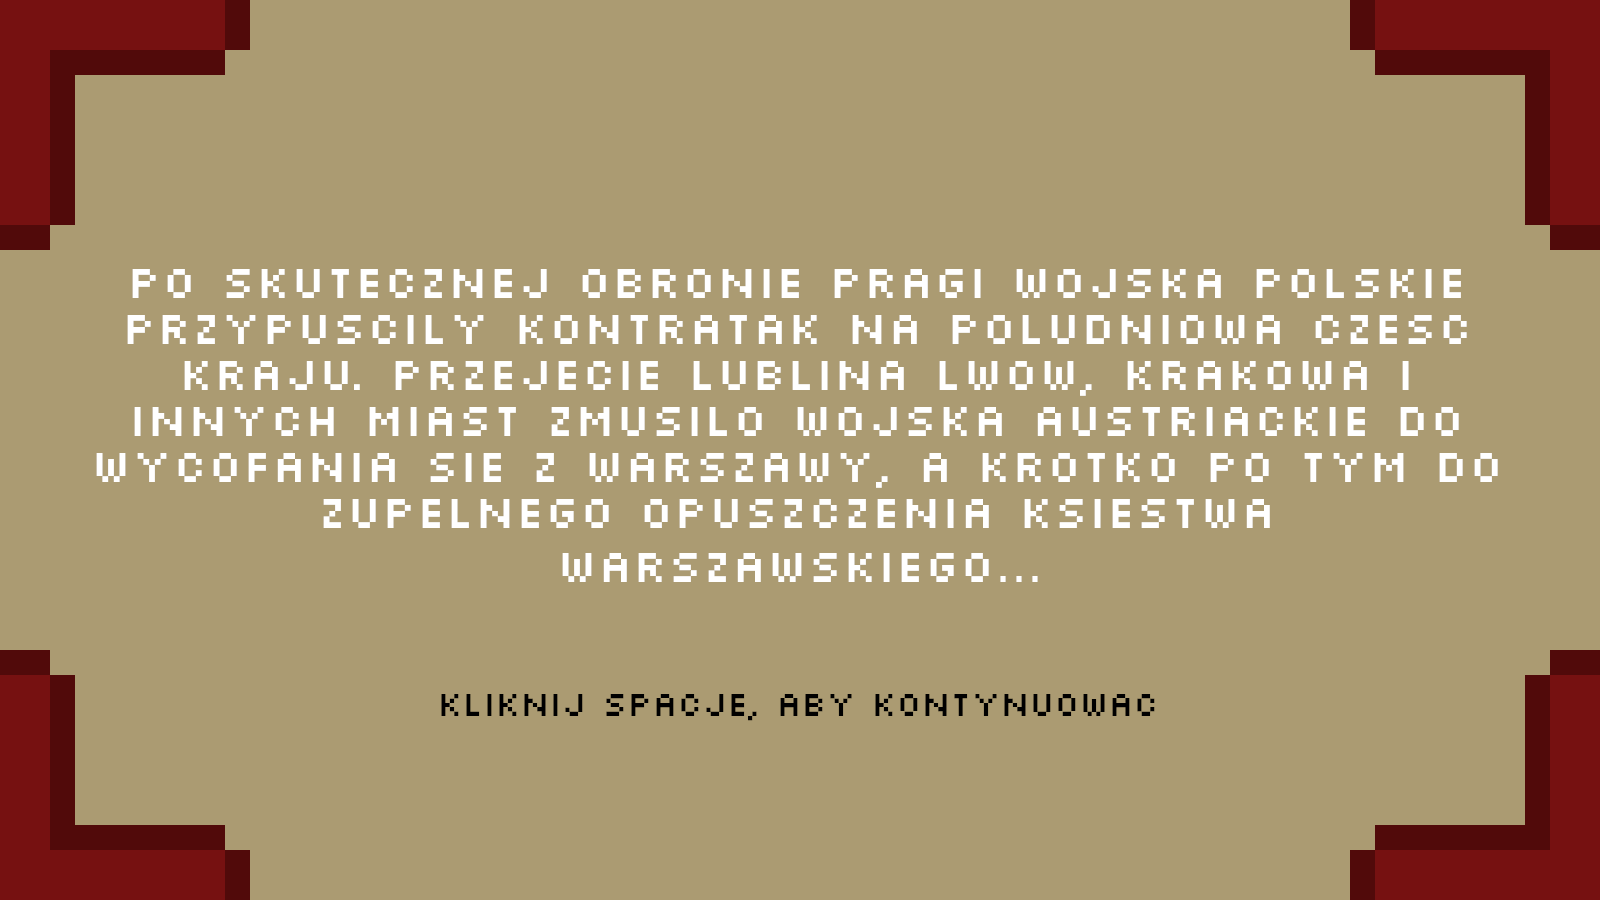 PO SKUTECZNEJ OBRONIE PRAGI WOJSKA POLSKIE
PRZYPUSCILY KONTRATAK NA POLUDNIOWA CZESC
KRAJU. PRZEJECIE LUBLINA LWOW, KRAKOWA I
INNYCH MIAST ZMUSILO WOJSKA AUSTRIACKIE DO
WYCOFANIA SIE Z WARSZAWY, A KROTKO PO TYM DO
ZUPELNEGO OPUSZCZENIA KSIESTWA
WARSZAWSKIEGO...
KLIKNIJ SPACJE, ABY KONTYNUOWAC